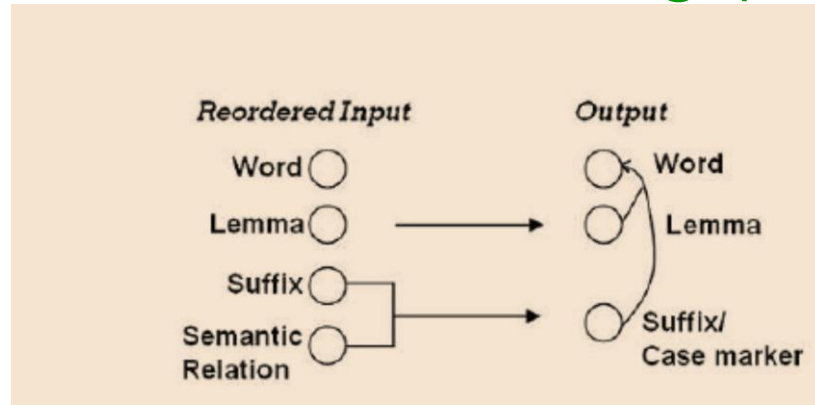 Reordered Input
Output
Word
Word
Lemma
Lemma
Suffix
Semantic
Relation
Suffix/
Case marker